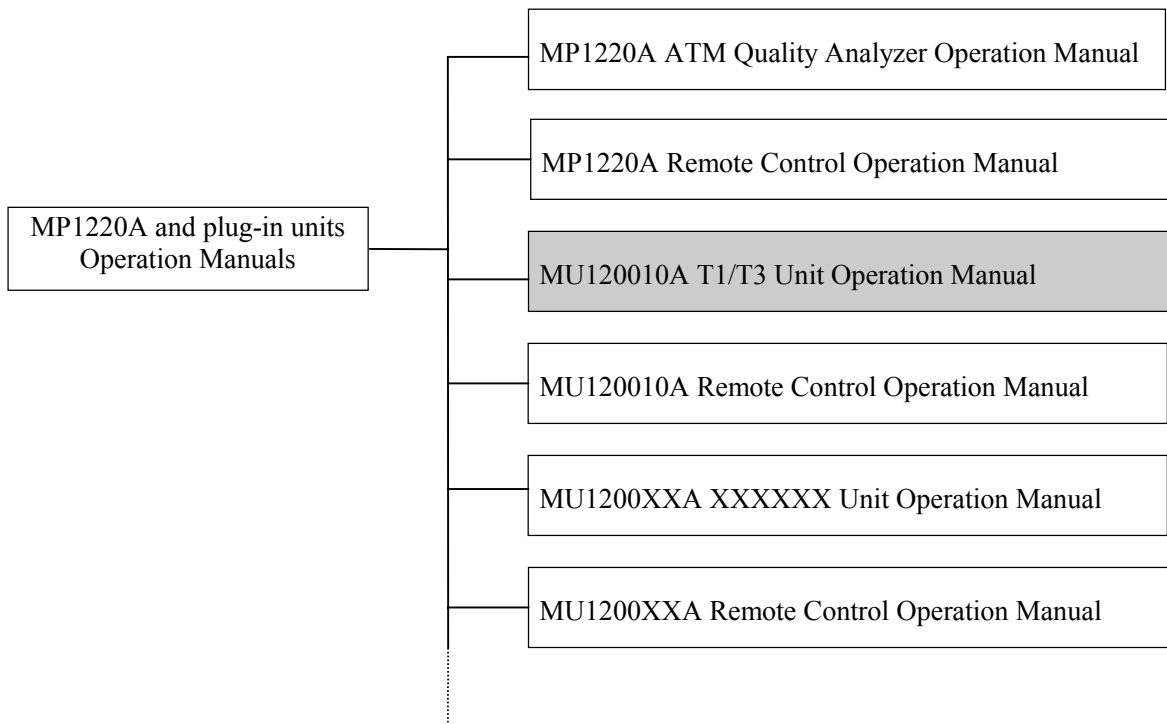 MP1220A ATM Quality Analyzer Operation Manual
MP1220A Remote Control Operation Manual
MP1220A and plug-in units
Operation Manuals
MU120010A T1/T3 Unit Operation Manual
MU120010A Remote Control Operation Manual
MU1200XXA XXXXXX Unit Operation Manual
MU1200XXA Remote Control Operation Manual